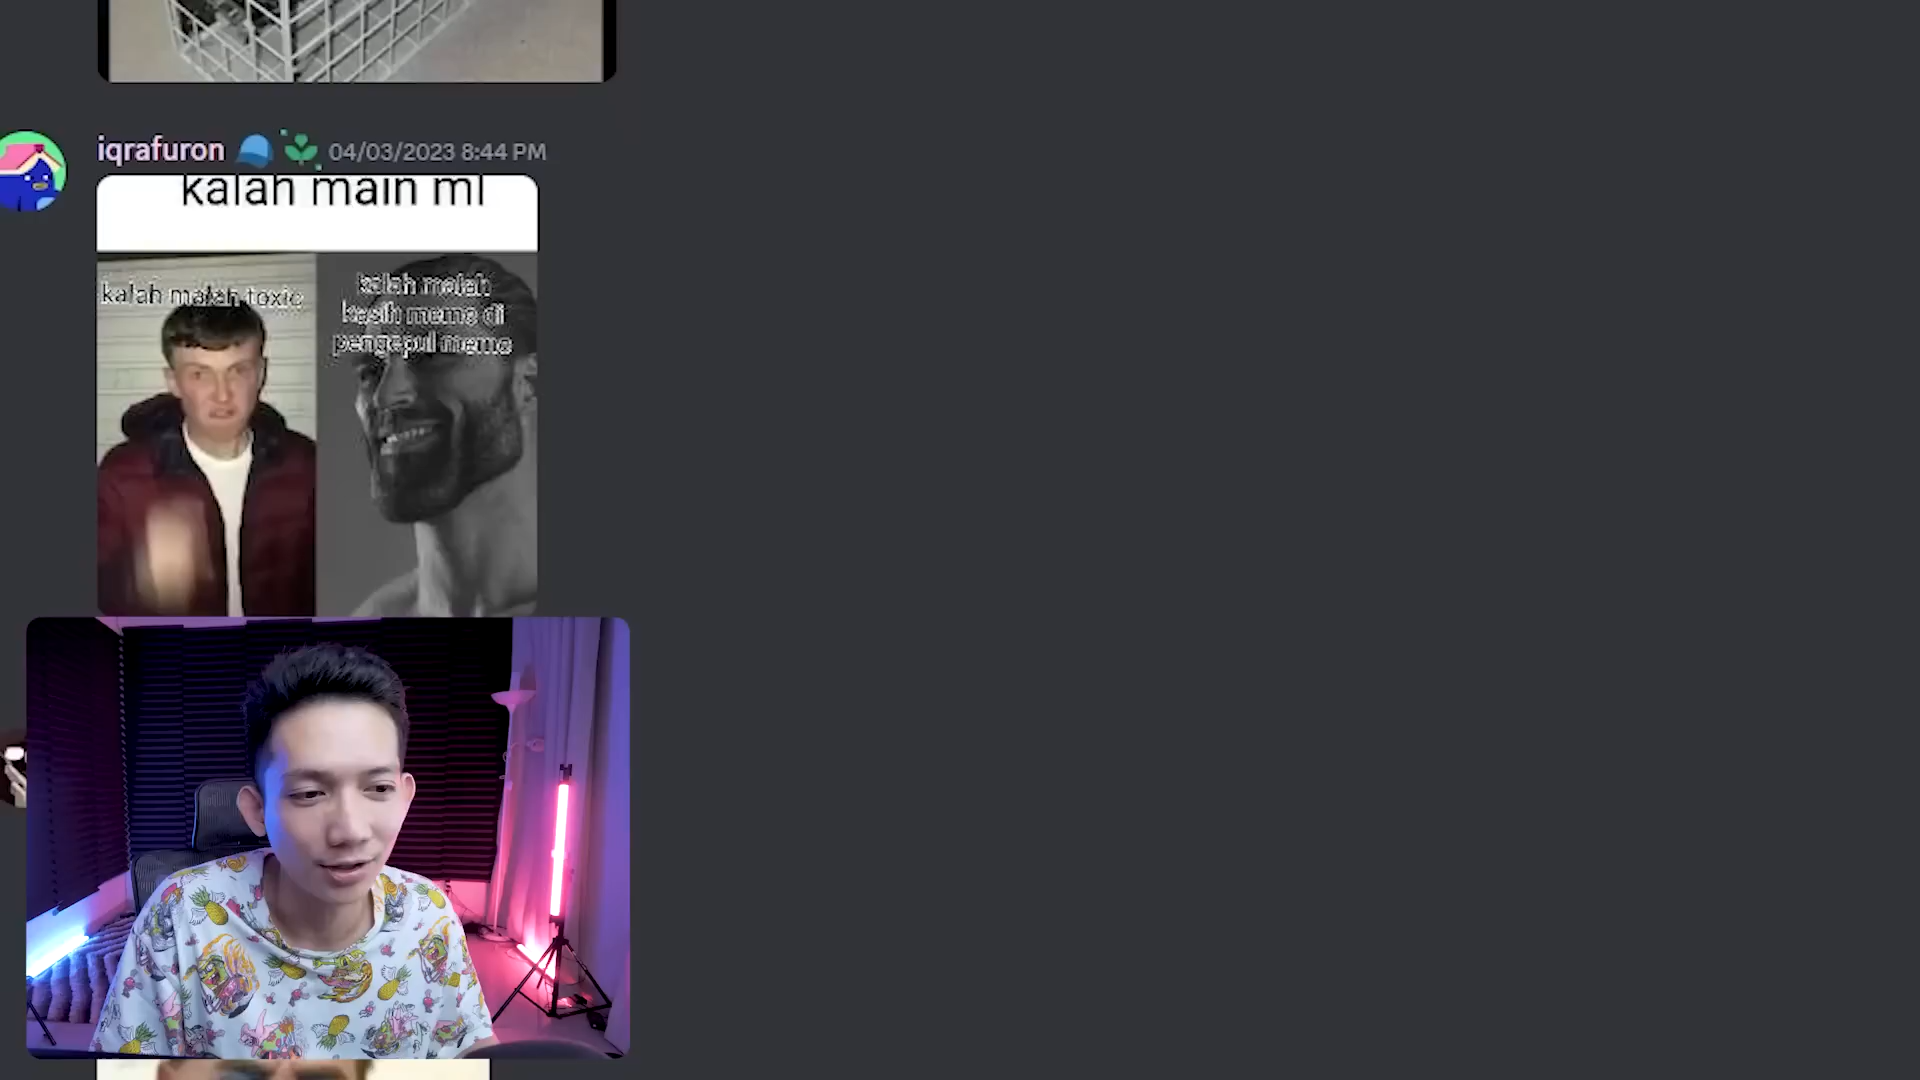 iqrafuron 04/03/2023 8:44 PM
kalah main ml
kalah malah toxic
kalah malah
kasih meme di
pengepul meme